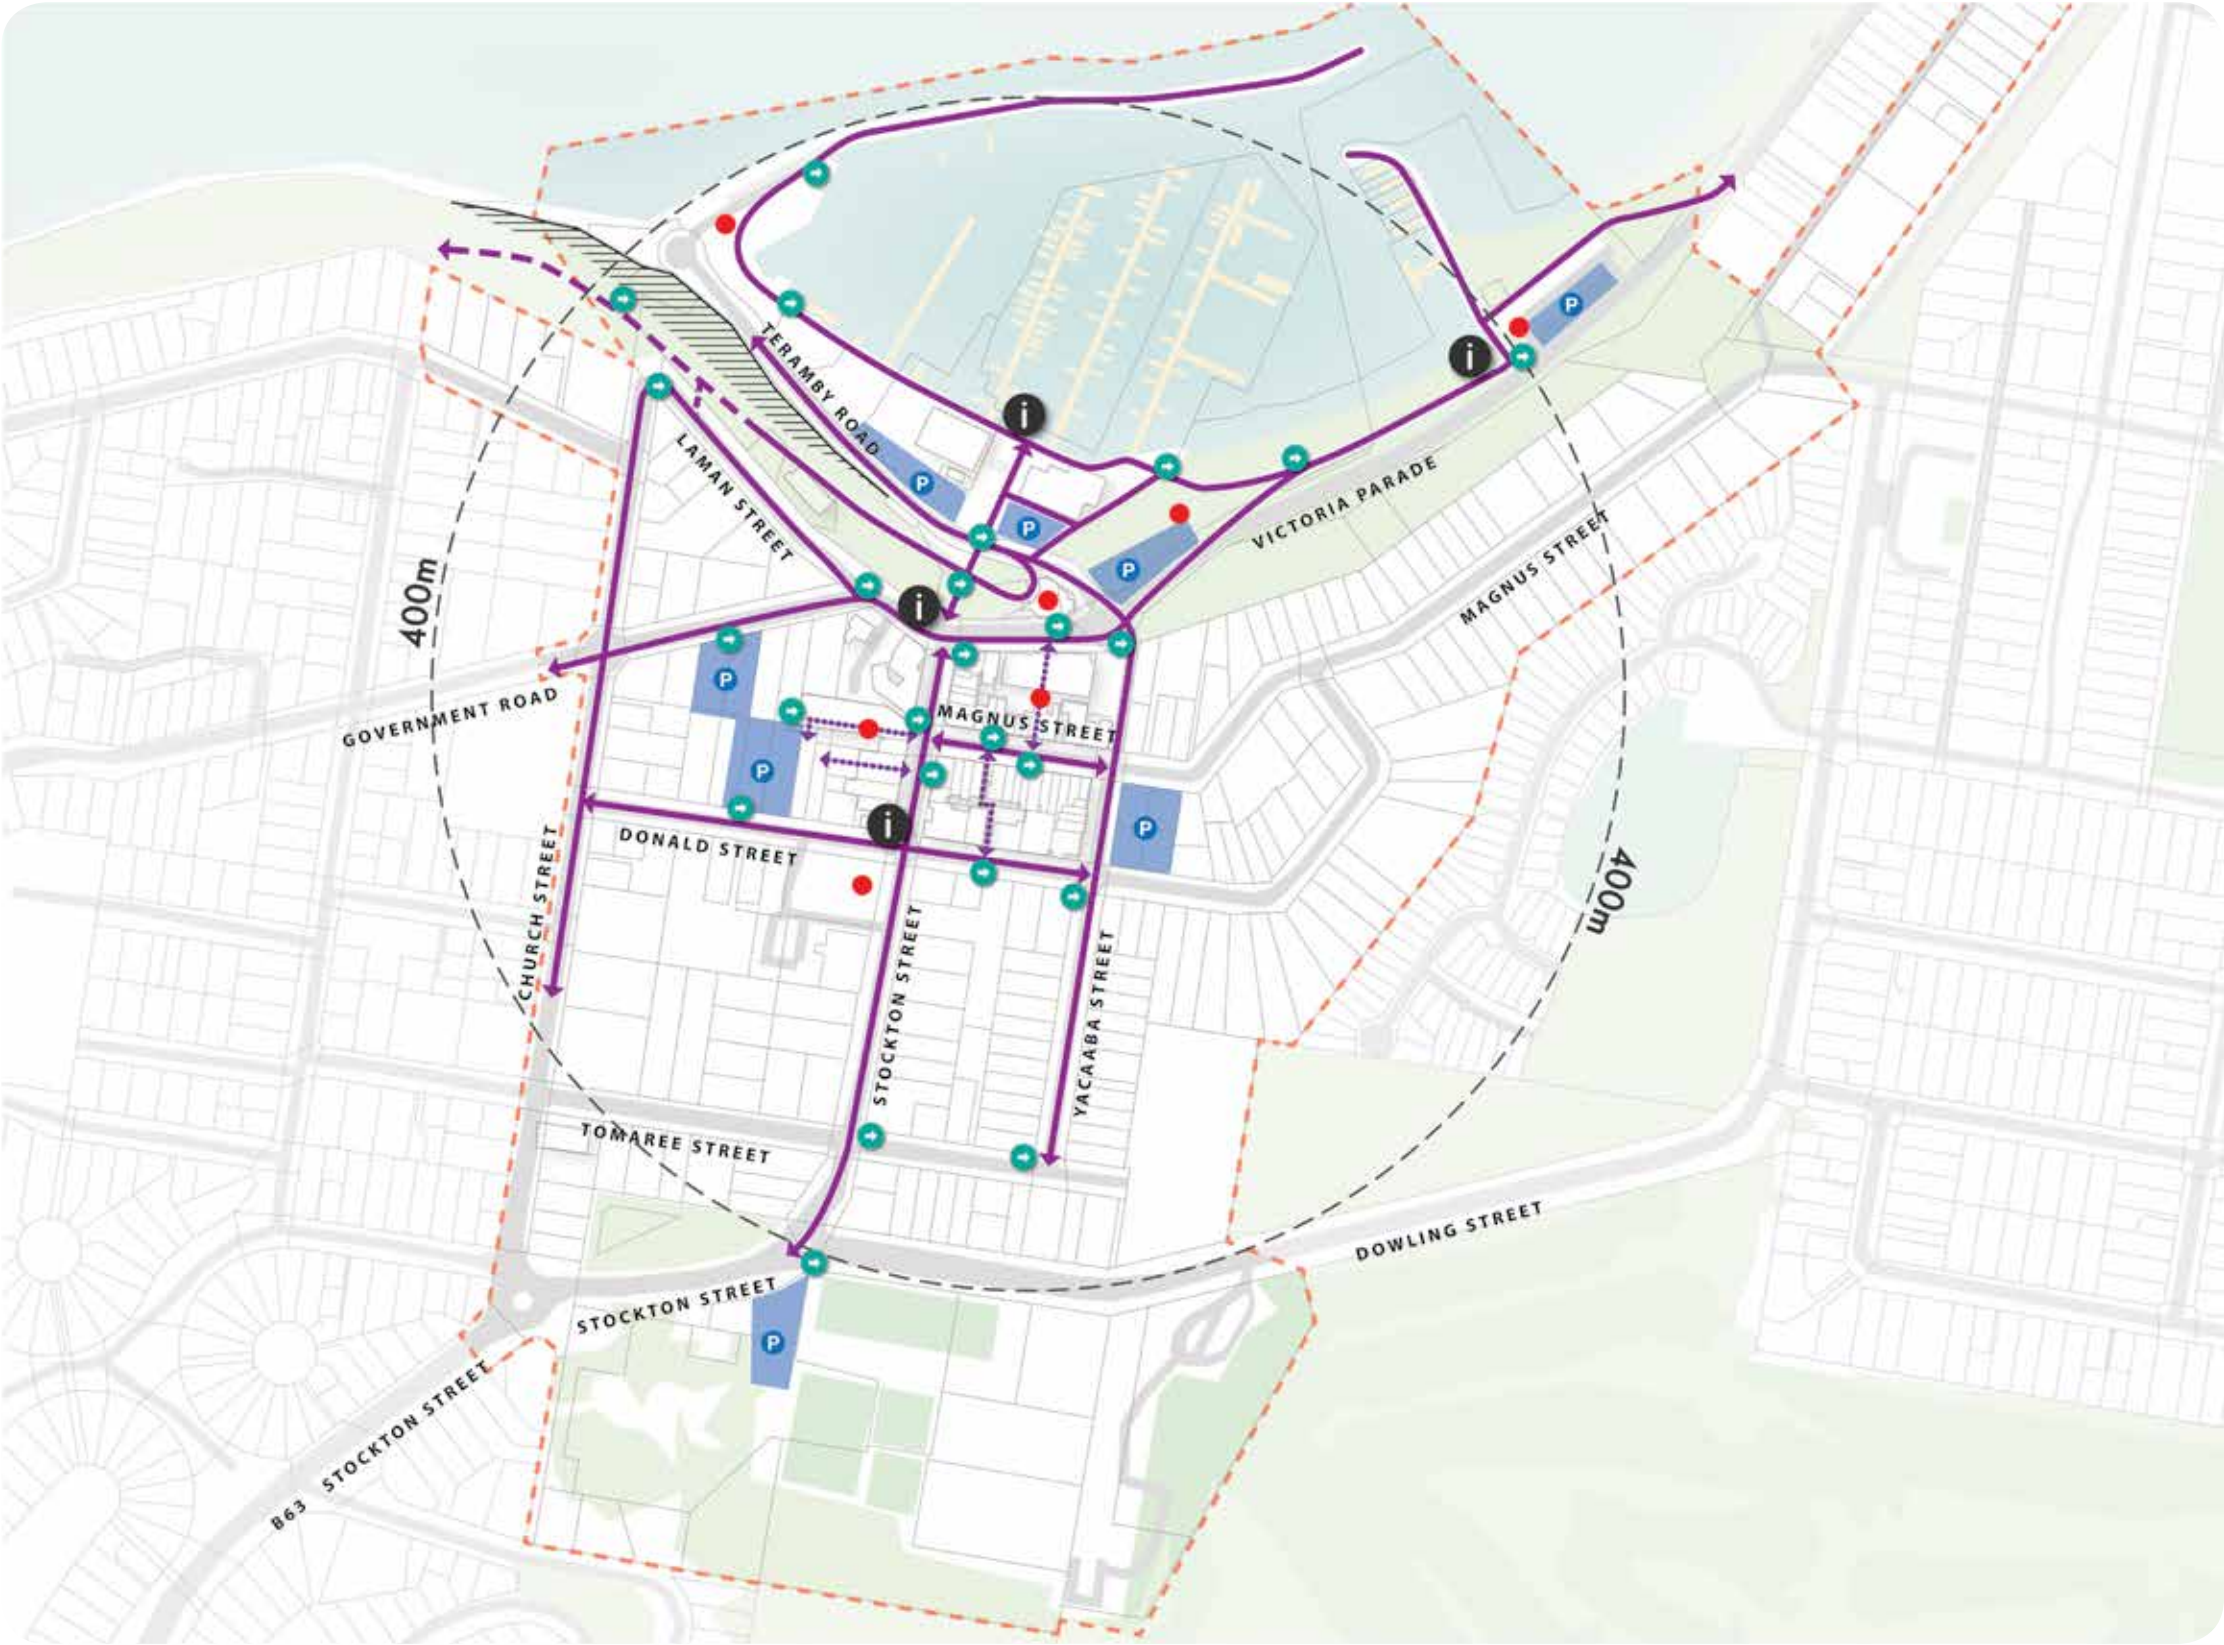 i
P
i
TERAMBY ROAD
i
LAMAN STREET
P
P
VICTORIA PARADE
P
MAGNUS STREET
400m
i
P
GOVERNMENT ROAD
MAGNUS STREET
P
P
i
DONALD STREET
400m
CHURCH STREET
STOCKTON STREET
YACAABA STREET
TOMAREE STREET
DOWLING STREET
STOCKTON STREET
P
B63 STOCKTON STREET